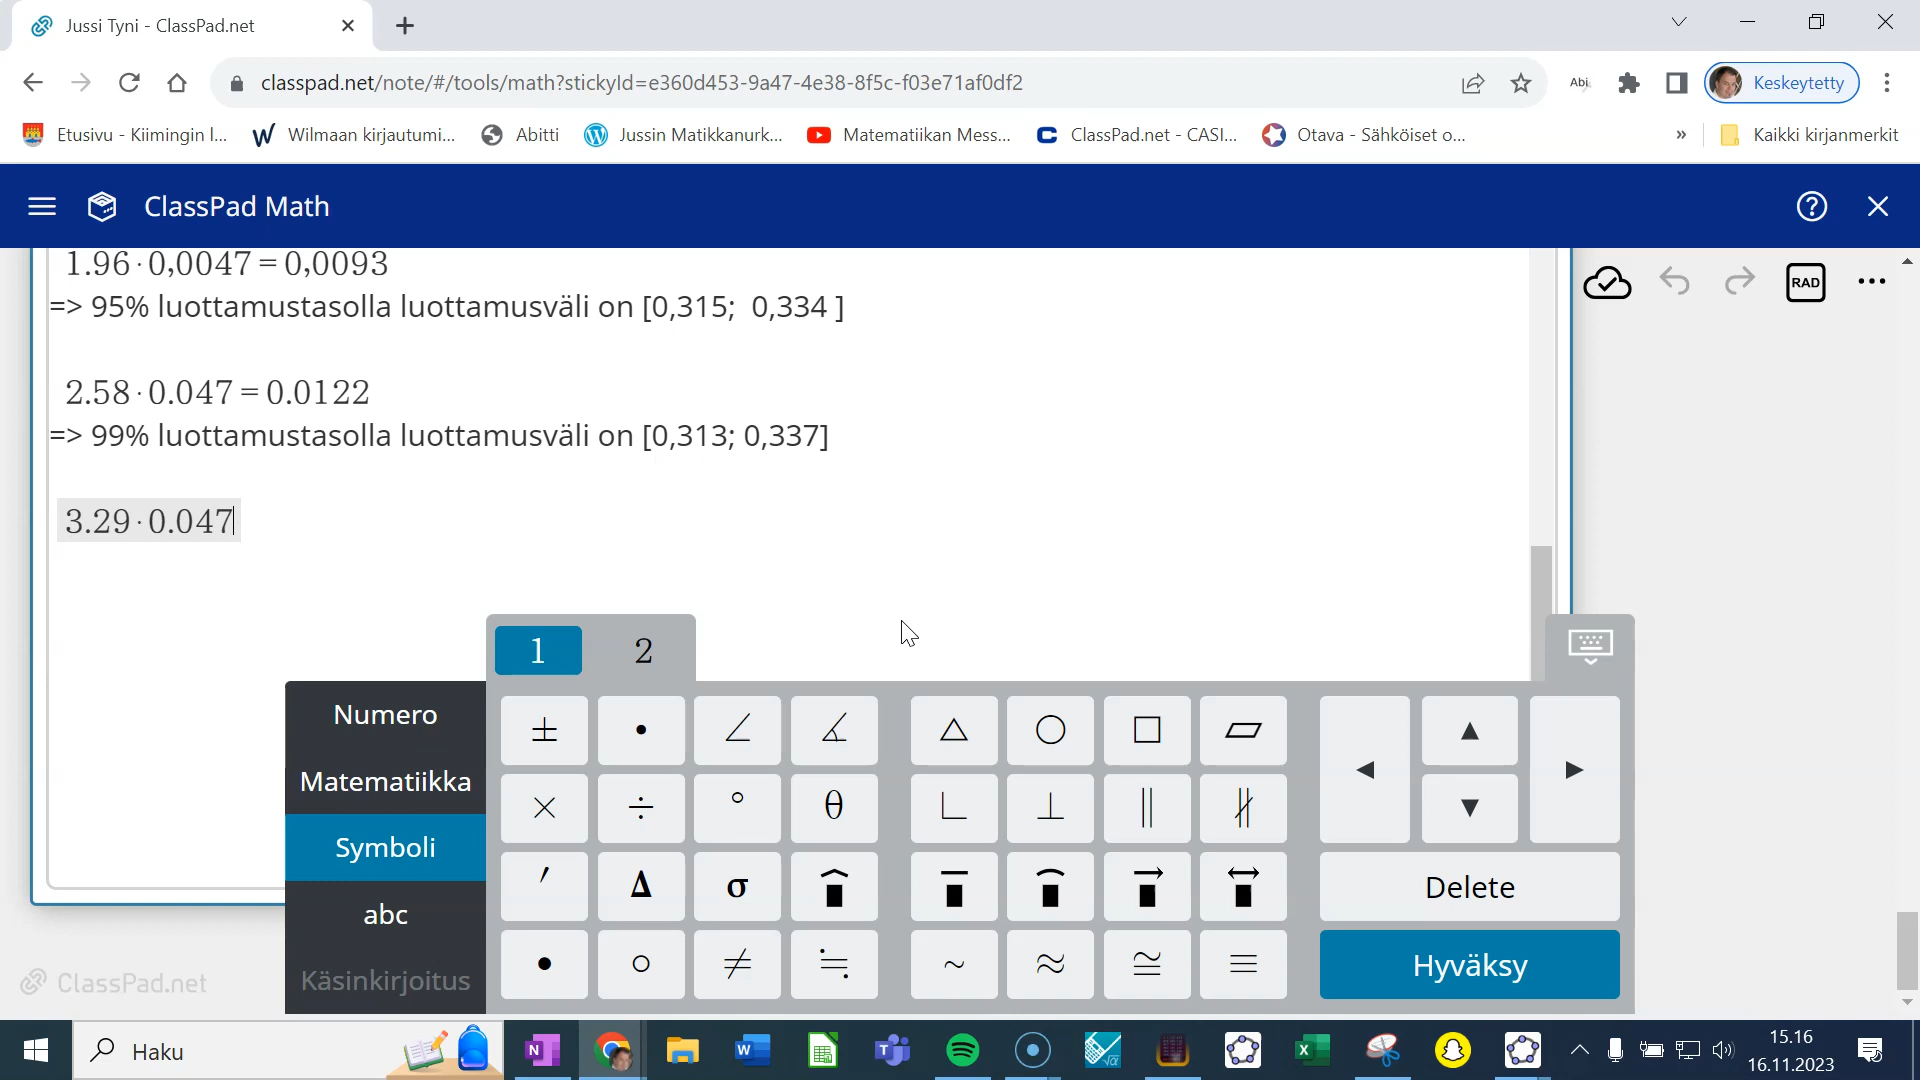 Jussi Tyni - ClassPad.net
classpad.net/note/#/tools/math?stickyId=e360d453-9a47-4e38-8f5c-f03e71af0df2
Abi
Keskeytetty
Etusivu - Kiimingin l...
Wilmaan kirjautumi...
Abitti
Jussin Matikkanurk...
Matematiikan Mess...
ClassPad.net - CASI...
Otava - Sähköiset o...
»
Kaikki kirjanmerkit
ClassPad Math
1.96 · 0,0047 = 0,0093
=> 95% luottamustasolla luottamusväli on [0,315;  0,334 ]
RAD
2.58 · 0.047 = 0.0122
=> 99% luottamustasolla luottamusväli on [0,313; 0,337]
3.29 · 0.047
1 2
Numero
Matematiikka
Symboli
abc
Käsinkirjoitus
± • ∠ ∡ △ ○ □ ▱ ◀ ▲ ▶
× ÷ ° θ ∟ ⊥ ∥ ∦ ▼
′ Δ σ
Delete
• ○ ≠ ≒ ~ ≈ ≅ ≡
Hyväksy
ClassPad.net
Haku
15.16
16.11.2023